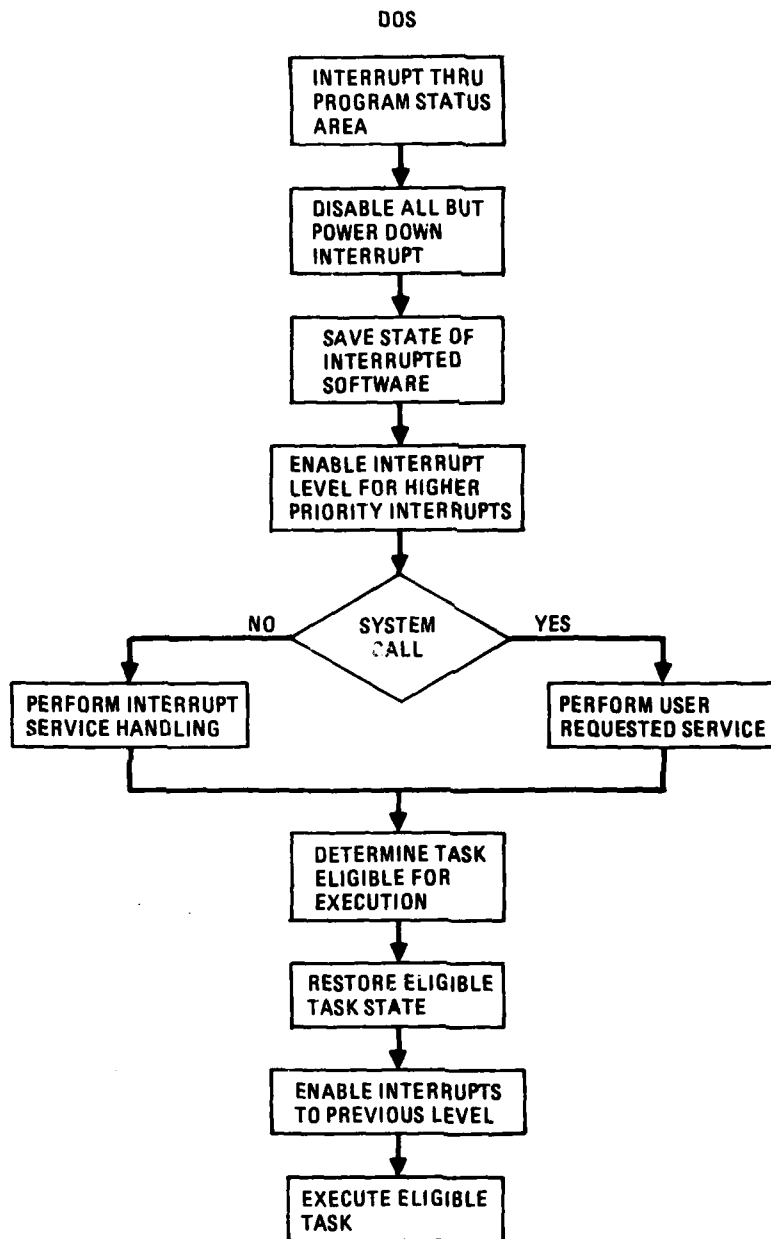 DOS
INTERRUPT THRU
PROGRAM STATUS
AREA
DISABLE ALL BUT
POWER DOWN
INTERRUPT
SAVE STATE OF
INTERRUPTED
SOFTWARE
ENABLE INTERRUPT
LEVEL FOR HIGHER
PRIORITY INTERRUPTS
NO
SYSTEM
CALL
YES
PERFORM INTERRUPT
SERVICE HANDLING
PERFORM USER
REQUESTED SERVICE
DETERMINE TASK
ELIGIBLE FOR
EXECUTION
RESTORE ELIGIBLE
TASK STATE
ENABLE INTERRUPTS
TO PREVIOUS LEVEL
EXECUTE ELIGIBLE
TASK